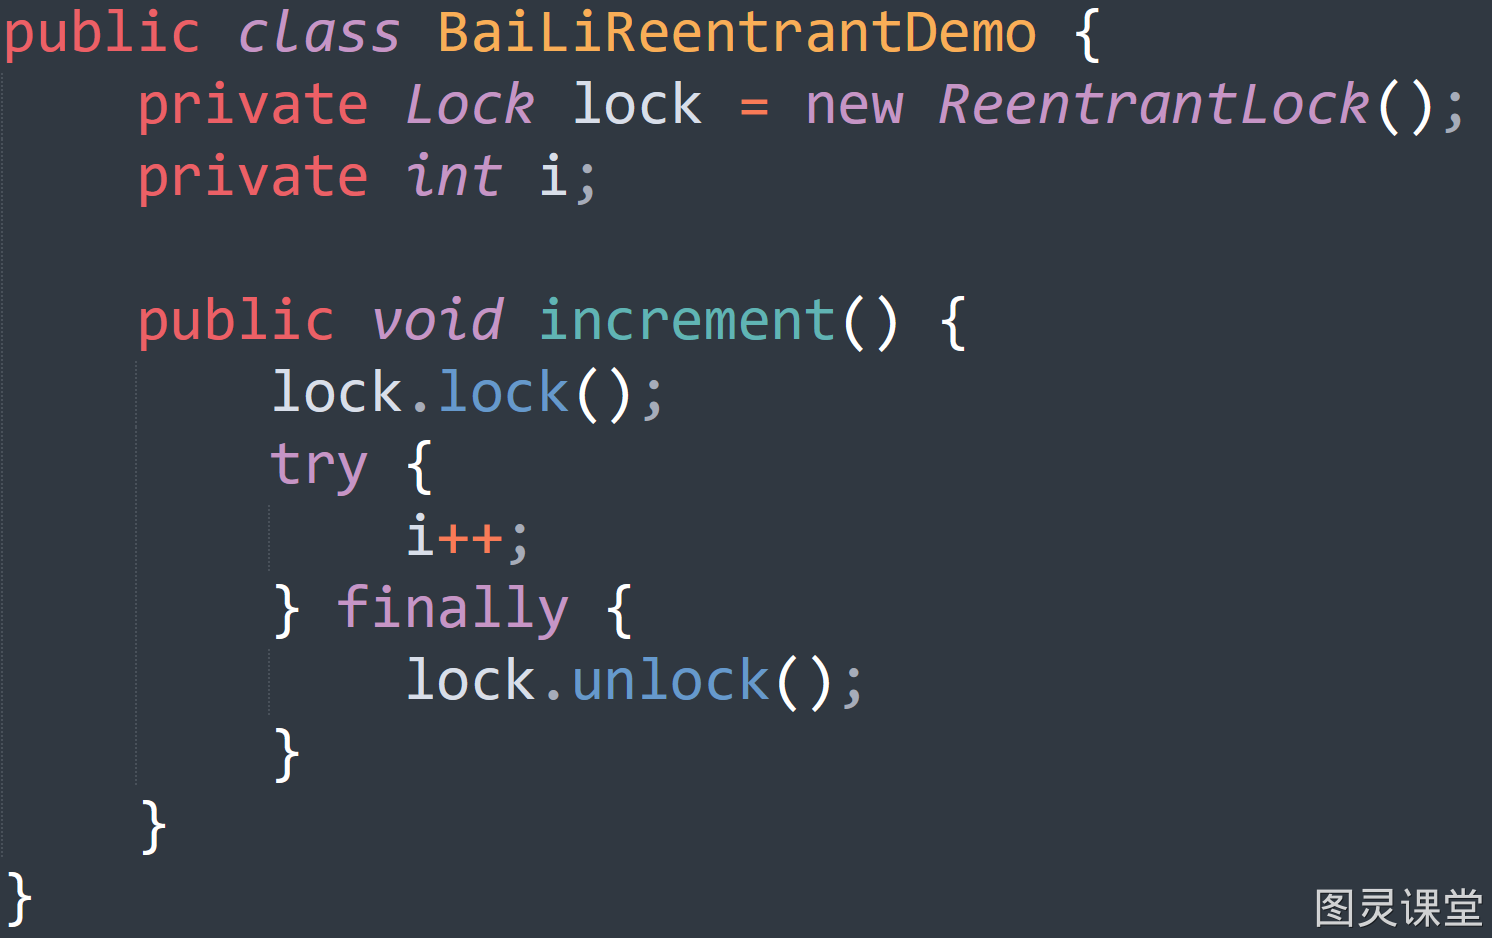 public class BaiLiReentrantDemo {
    private Lock lock = new ReentrantLock();
    private int i;

    public void increment() {
        lock.lock();
        try {
            i++;
        } finally {
            lock.unlock();
        }
    }
}
图灵课堂